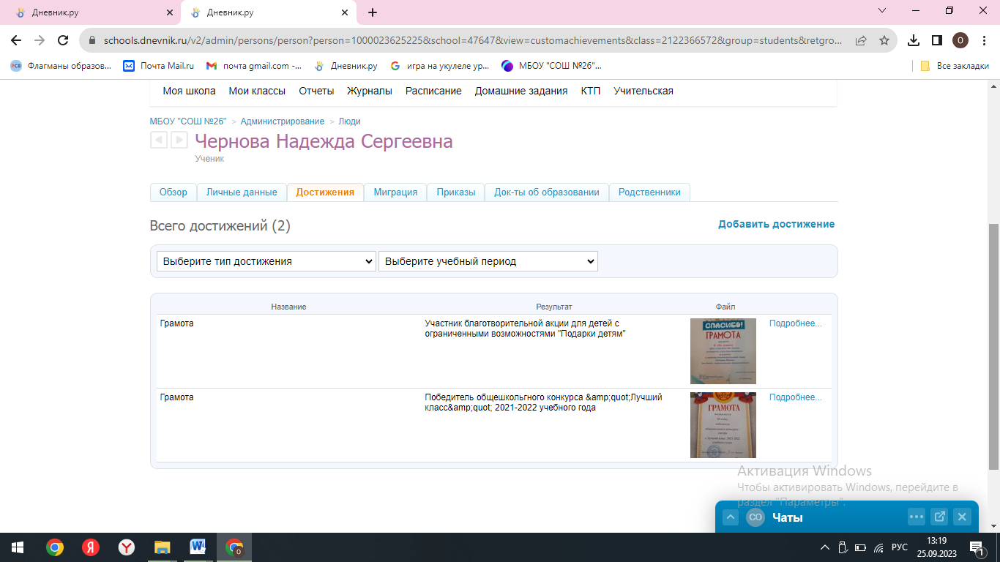 Дневник.ру
Дневник.ру
schools.dnevnik.ru/v2/admin/persons/person?person=1000023625225&school=47647&view=customachievements&class=2122366572&group=students&retgro...
О
Флагманы образов...
Почта Mail.ru
почта gmail.com -...
Дневник.ру
игра на укулеле ур...
МБОУ "СОШ №26"...
Все закладки
Моя школа Мои классы Отчеты Журналы Расписание Домашние задания КТП Учительская
МБОУ "СОШ №26" > Администрирование > Люди
Чернова Надежда Сергеевна
Ученик
Обзор Личные данные Достижения Миграция Приказы Док-ты об образовании Родственники
Всего достижений (2)
Добавить достижение
Выберите тип достижения Выберите учебный период
Название Результат Файл
Грамота
Участник благотворительной акции для детей с
ограниченными возможностями "Подарки детям"
СПАСИБО!
ГРАМОТА
Подробнее...
Грамота
Победитель общешкольгного конкурса &amp;quot;Лучший
класс&amp;quot; 2021-2022 учебного года
ГРАМОТА
Подробнее...
Активация Windows
Чтобы активировать Windows, перейдите в
раздел "Параметры".
СО Чаты
РУС
13:19
25.09.2023
1